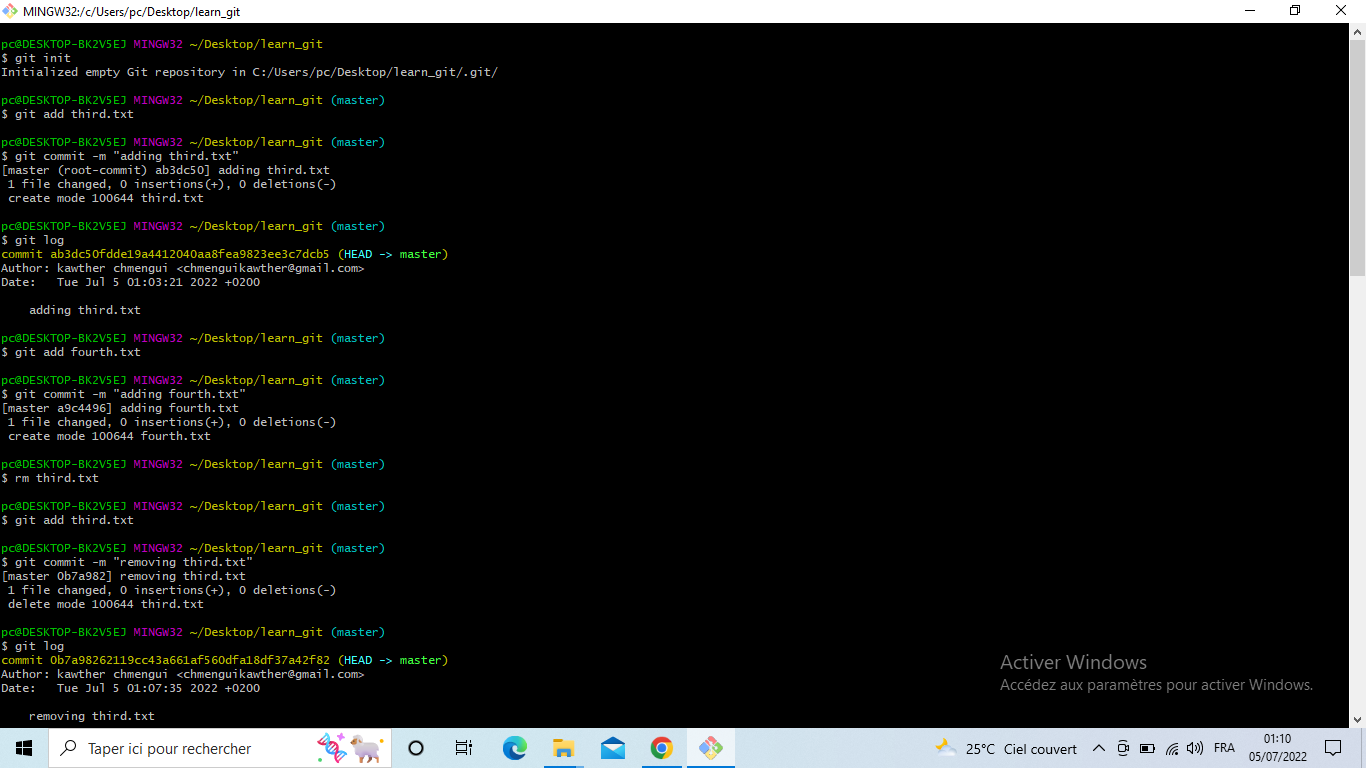 MINGW32:/c/Users/pc/Desktop/learn_git
pc@DESKTOP-BK2V5EJ MINGW32 ~/Desktop/learn_git
$ git init
Initialized empty Git repository in C:/Users/pc/Desktop/learn_git/.git/
pc@DESKTOP-BK2V5EJ MINGW32 ~/Desktop/learn_git (master)
$ git add third.txt
pc@DESKTOP-BK2V5EJ MINGW32 ~/Desktop/learn_git (master)
$ git commit -m "adding third.txt"
[master (root-commit) ab3dc50] adding third.txt
 1 file changed, 0 insertions(+), 0 deletions(-)
 create mode 100644 third.txt
pc@DESKTOP-BK2V5EJ MINGW32 ~/Desktop/learn_git (master)
$ git log
commit ab3dc50fdde19a4412040aa8fea9823ee3c7dcb5 (HEAD -> master)
Author: kawther chmengui <chmenguikawther@gmail.com>
Date:   Tue Jul 5 01:03:21 2022 +0200
    adding third.txt
pc@DESKTOP-BK2V5EJ MINGW32 ~/Desktop/learn_git (master)
$ git add fourth.txt
pc@DESKTOP-BK2V5EJ MINGW32 ~/Desktop/learn_git (master)
$ git commit -m "adding fourth.txt"
[master a9c4496] adding fourth.txt
 1 file changed, 0 insertions(+), 0 deletions(-)
 create mode 100644 fourth.txt
pc@DESKTOP-BK2V5EJ MINGW32 ~/Desktop/learn_git (master)
$ rm third.txt
pc@DESKTOP-BK2V5EJ MINGW32 ~/Desktop/learn_git (master)
$ git add third.txt
pc@DESKTOP-BK2V5EJ MINGW32 ~/Desktop/learn_git (master)
$ git commit -m "removing third.txt"
[master 0b7a982] removing third.txt
 1 file changed, 0 insertions(+), 0 deletions(-)
 delete mode 100644 third.txt
pc@DESKTOP-BK2V5EJ MINGW32 ~/Desktop/learn_git (master)
$ git log
commit 0b7a98262119cc43a661af560dfa18df37a42f82 (HEAD -> master)
Author: kawther chmengui <chmenguikawther@gmail.com>
Date:   Tue Jul 5 01:07:35 2022 +0200
    removing third.txt
Activer Windows
Accédez aux paramètres pour activer Windows.
Taper ici pour rechercher
25°C Ciel couvert
FRA
01:10
05/07/2022